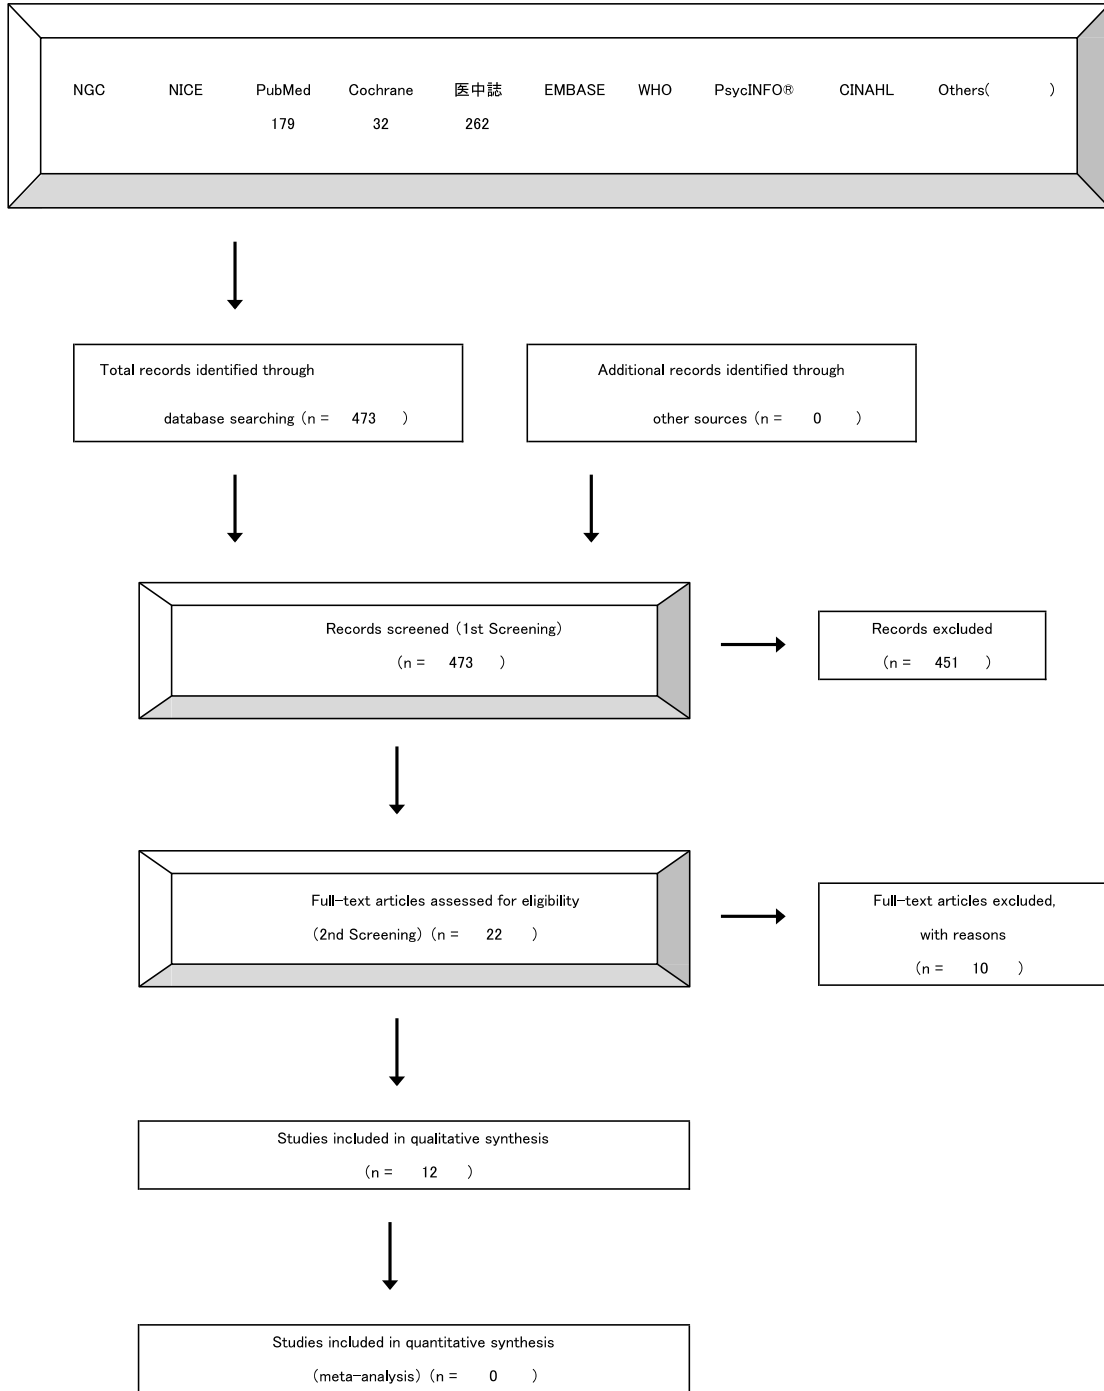 NGC NICE PubMed Cochrane 医中誌 EMBASE WHO PsycINFO® CINAHL Others( )
179 32 262
Total records identified through
database searching (n = 473 )
Additional records identified through
other sources (n = 0 )
Records screened (1st Screening)
(n = 473 )
Records excluded
(n = 451 )
Full-text articles assessed for eligibility
(2nd Screening) (n = 22 )
Full-text articles excluded,
with reasons
(n = 10 )
Studies included in qualitative synthesis
(n = 12 )
Studies included in quantitative synthesis
(meta-analysis) (n = 0 )